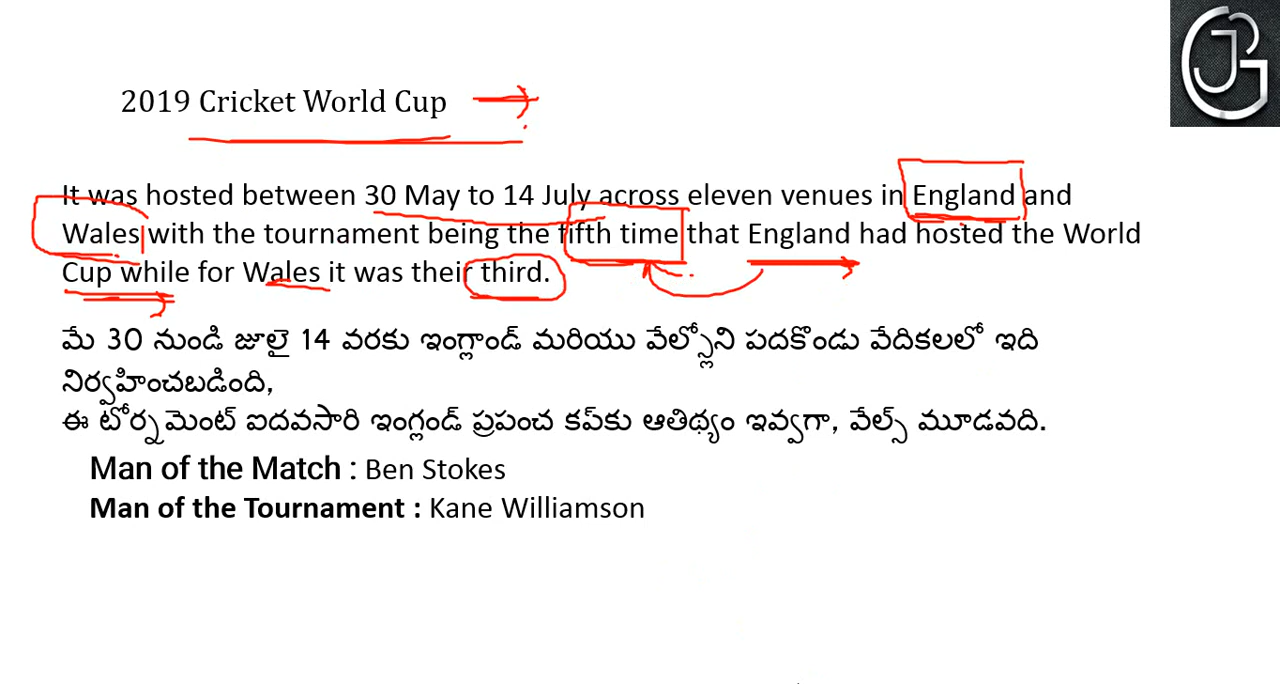 2019 Cricket World Cup
It was hosted between 30 May to 14 July across eleven venues in England and
Wales with the tournament being the fifth time that England had hosted the World
Cup while for Wales it was their third.
మే 30 నుండి జూలై 14 వరకు ఇంగ్లాండ్ మరియు వేల్స్లోని పదకొండు వేదికలలో ఇది
నిర్వహించబడింది,
ఈ టోర్నమెంట్ ఐదవసారి ఇంగ్లండ్ ప్రపంచ కప్‌కు ఆతిథ్యం ఇవ్వగా, వేల్స్ మూడవది.
Man of the Match : Ben Stokes
Man of the Tournament : Kane Williamson